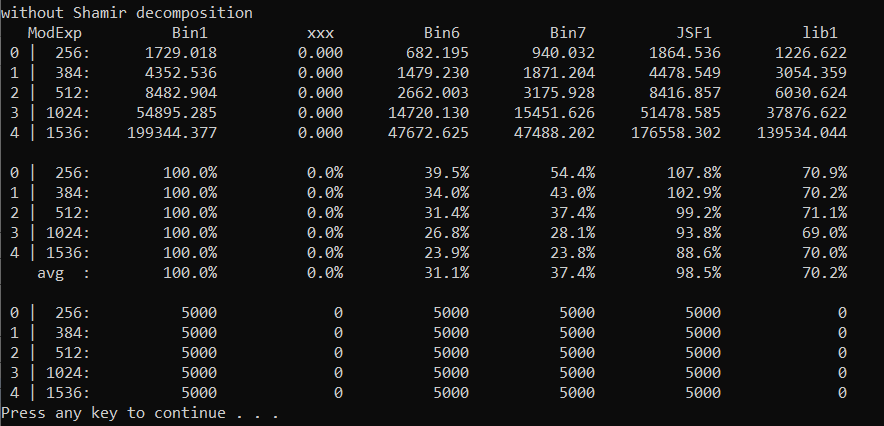 without Shamir decomposition
ModExp Bin1 xxx Bin6 Bin7 JSF1 lib1
0 | 256: 1729.018 0.000 682.195 940.032 1864.536 1226.622
1 | 384: 4352.536 0.000 1479.230 1871.204 4478.549 3054.359
2 | 512: 8482.904 0.000 2662.003 3175.928 8416.857 6030.624
3 | 1024: 54895.285 0.000 14720.130 15451.626 51478.585 37876.622
4 | 1536: 199344.377 0.000 47672.625 47488.202 176558.302 139534.044
0 | 256: 100.0% 0.0% 39.5% 54.4% 107.8% 70.9%
1 | 384: 100.0% 0.0% 34.0% 43.0% 102.9% 70.2%
2 | 512: 100.0% 0.0% 31.4% 37.4% 99.2% 71.1%
3 | 1024: 100.0% 0.0% 26.8% 28.1% 93.8% 69.0%
4 | 1536: 100.0% 0.0% 23.9% 23.8% 88.6% 70.0%
avg : 100.0% 0.0% 31.1% 37.4% 98.5% 70.2%
0 | 256: 5000 0 5000 5000 5000 0
1 | 384: 5000 0 5000 5000 5000 0
2 | 512: 5000 0 5000 5000 5000 0
3 | 1024: 5000 0 5000 5000 5000 0
4 | 1536: 5000 0 5000 5000 5000 0
Press any key to continue . . .